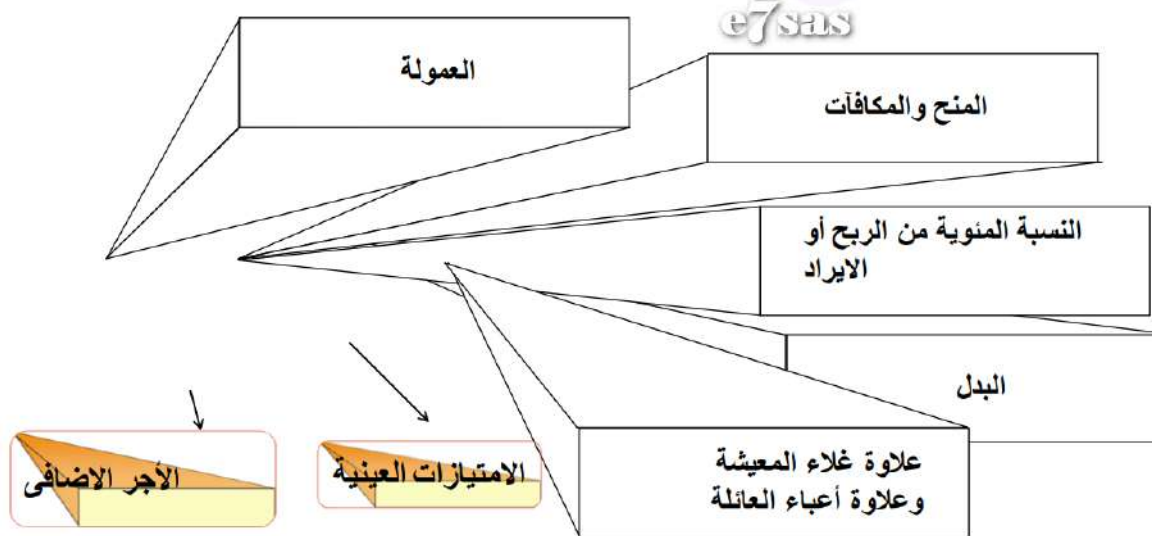 e7sas
العمولة
المنح والمكافآت
النسبة المئوية من الربح أو
الايراد
البدل
علاوة غلاء المعيشة
وعلاوة أعباء العائلة
الامتيازات العينية
الأجر الاضافى